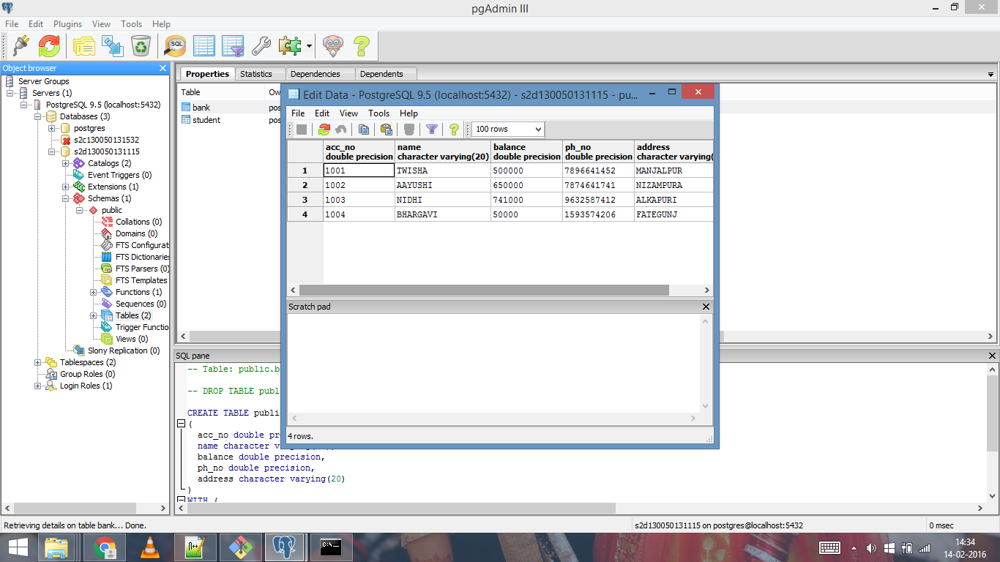 pgAdmin III
File Edit Plugins View Tools Help
SQL
Object browser
Server Groups
Servers (1)
PostgreSQL 9.5 (localhost:5432)
Databases (3)
postgres
s2c130050131532
s2d130050131115
Catalogs (2)
Event Triggers (0)
Extensions (1)
Schemas (1)
public
Collations (0)
Domains (0)
FTS Configurat
FTS Dictionaries
FTS Parsers (0)
FTS Templates
Functions (1)
Sequences (0)
Tables (2)
Trigger Functio
Views (0)
Slony Replication (0)
Tablespaces (2)
Group Roles (0)
Login Roles (1)
Properties Statistics Dependencies Dependents
Table Ow
bank pos
student pos
Edit Data - PostgreSQL 9.5 (localhost:5432) - s2d130050131115 - pu...
File Edit View Tools Help
100 rows
acc_no name balance ph_no address
double precision character varying(20) double precision double precision character varying(
1 1001 TWISHA 500000 7896641452 MANJALPUR
2 1002 AAYUSHI 650000 7874641741 NIZAMPURA
3 1003 NIDHI 741000 9632587412 ALKAPURI
4 1004 BHARGAVI 50000 1593574206 FATEGUNJ
Scratch pad
4 rows.
SQL pane
-- Table: public.ba
-- DROP TABLE publ
CREATE TABLE public
(
acc_no double pr
name character v
balance double precision,
ph_no double precision,
address character varying(20)
)
WITH (
Retrieving details on table bank... Done.
s2d130050131115 on postgres@localhost:5432
0 msec
14:34
14-02-2016